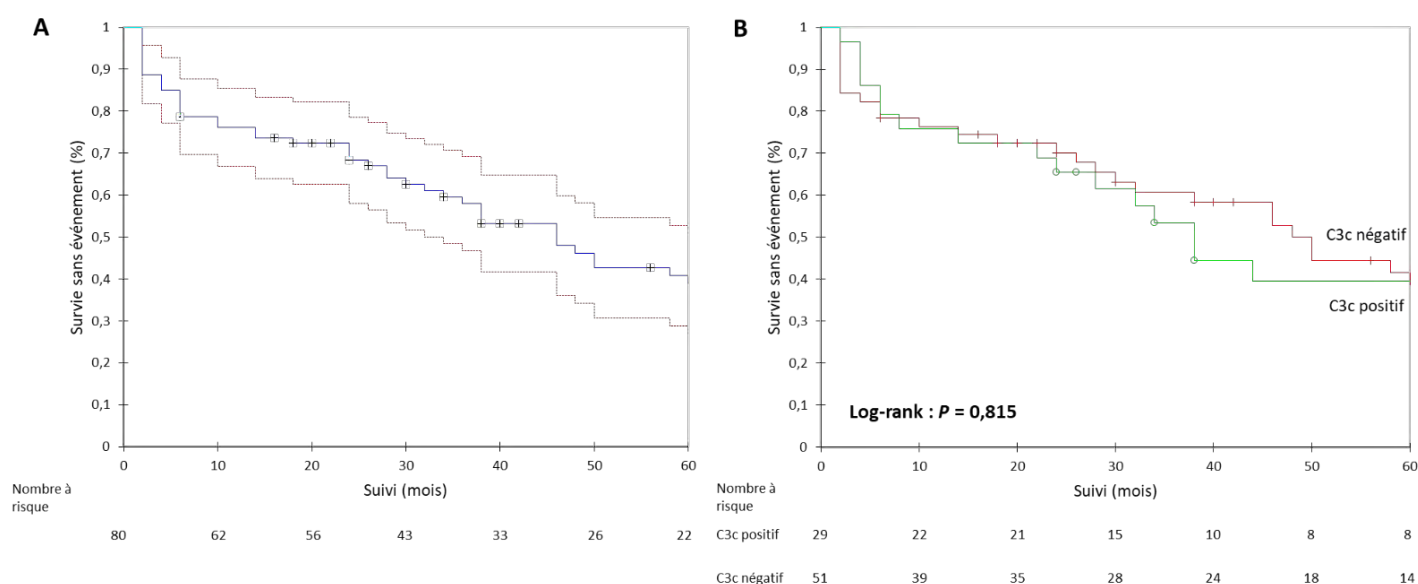 A
Survie sans événement (%)
1
0,9
0,8
0,7
0,6
0,5
0,4
0,3
0,2
0,1
0
0 10 20 30 40 50 60
Suivi (mois)
Nombre à
risque
80 62 56 43 33 26 22
B
Survie sans événement (%)
1
0,9
0,8
0,7
0,6
0,5
0,4
0,3
0,2
0,1
0
C3c négatif
C3c positif
Log-rank : P = 0,815
0 10 20 30 40 50 60
Suivi (mois)
Nombre à
risque
C3c positif 29 22 21 15 10 8 8
C3c négatif 51 39 35 28 24 18 14